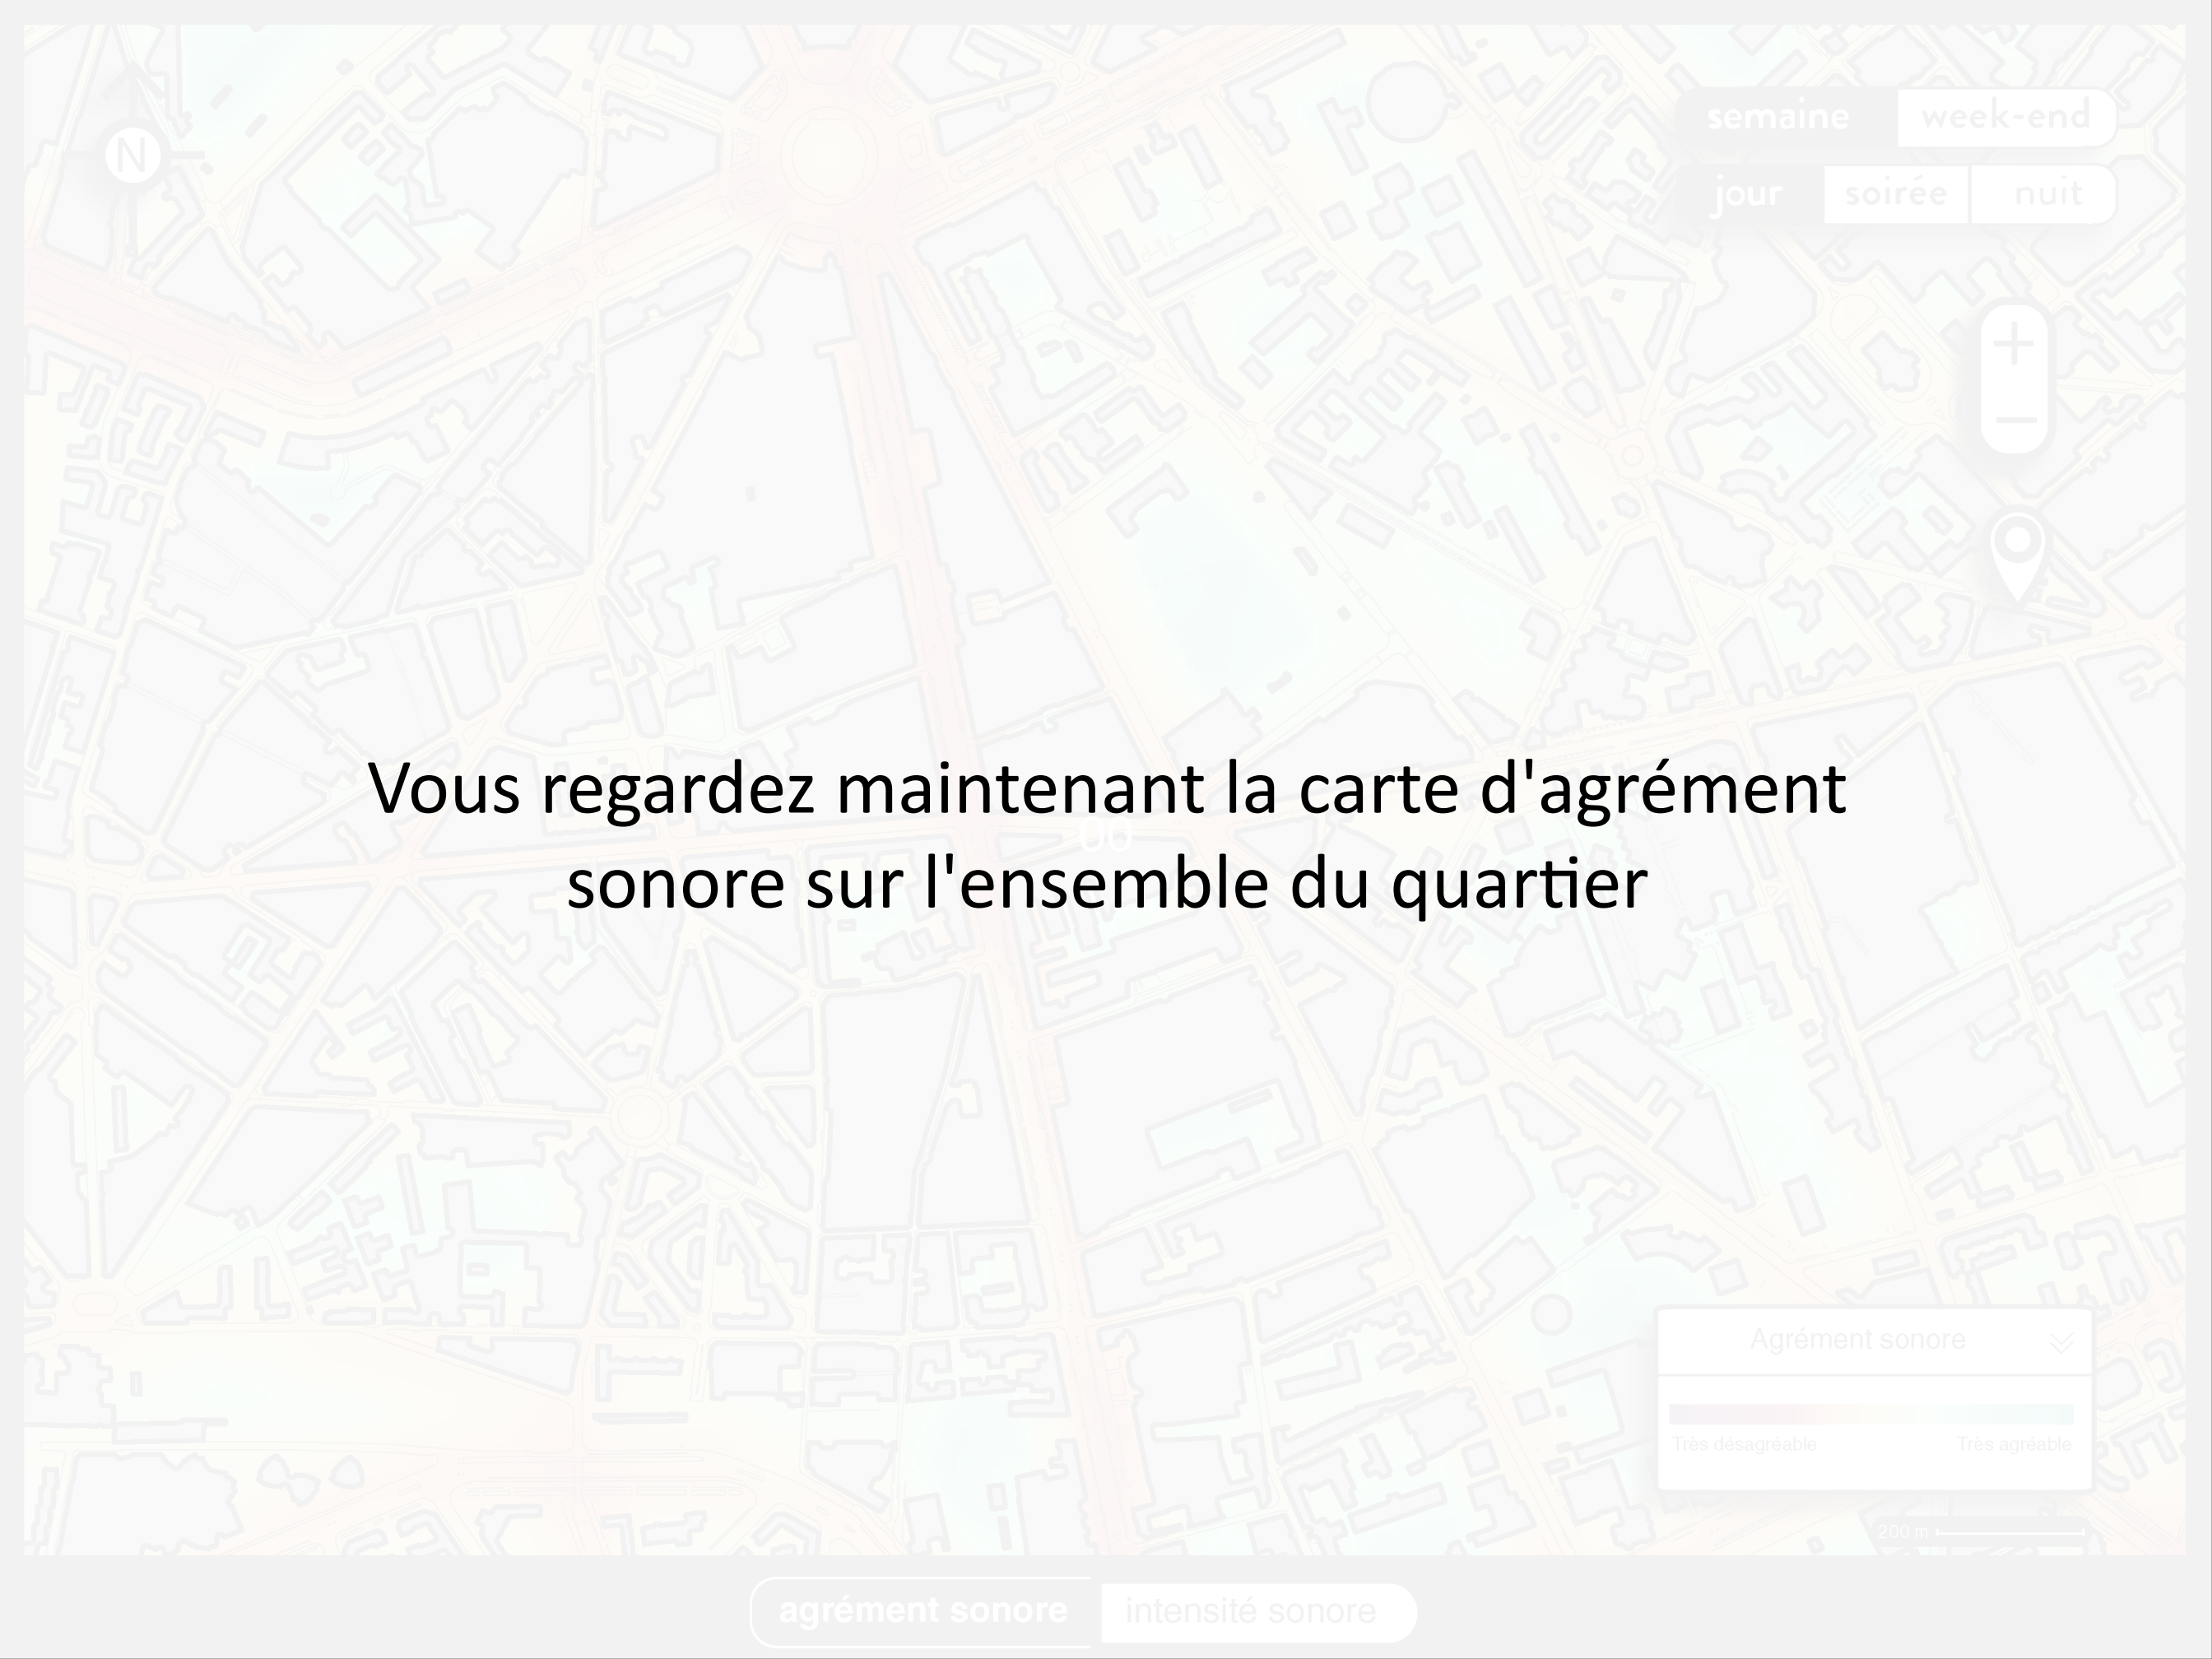 N
semaine week-end
jour soirée nuit
+
−
Vous regardez maintenant la carte d'agrément
sonore sur l'ensemble du quartier
Agrément sonore
Très désagréable Très agréable
200 m
agrément sonore intensité sonore